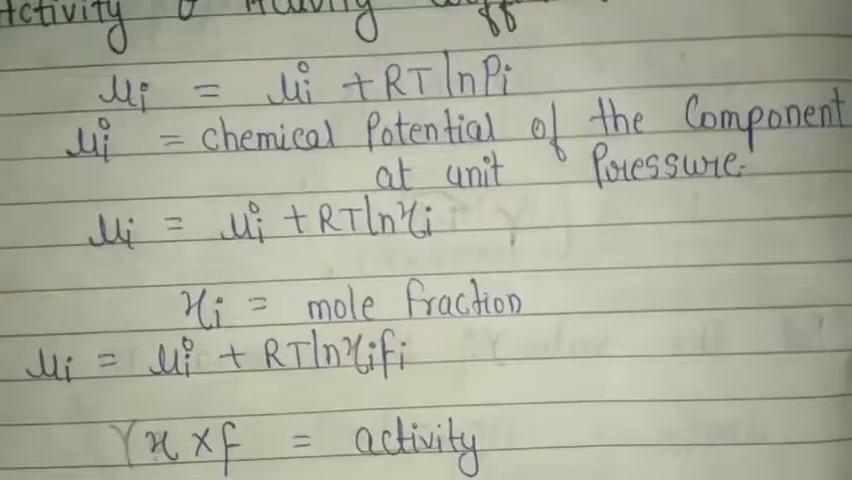 Activity & Activity Coeff
μi = μi° + RT ln Pi
μi° = chemical Potential of the Component
at unit Pressure.
μi = μi° + RT ln xi
xi = mole fraction
μi = μi° + RT ln xifi
x × f = activity